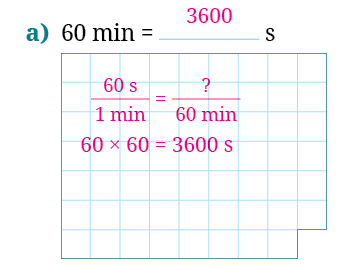 a) 60 min = 3600 s
60 s / 1 min = ? / 60 min
60 × 60 = 3600 s